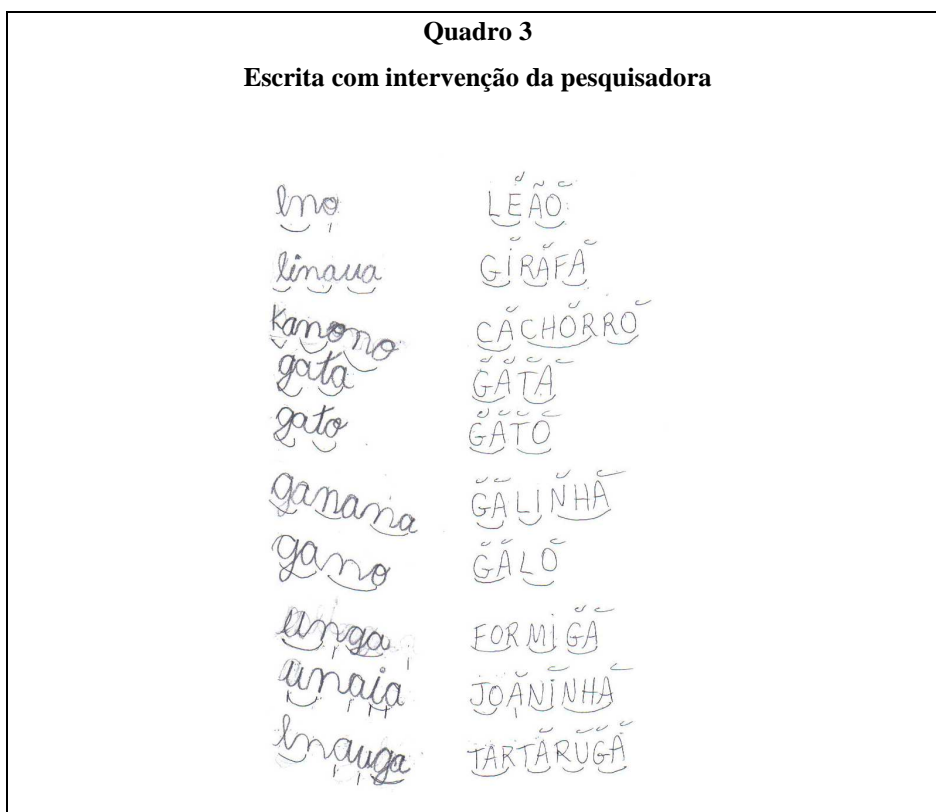 Quadro 3
Escrita com intervenção da pesquisadora
lno LEÃO
linaua GIRAFA
Kanono CACHORRO
gata GATA
gato GATO
ganana GALINHA
gano GALO
unga FORMIGA
unaia JOANINHA
lnauga TARTARUGA